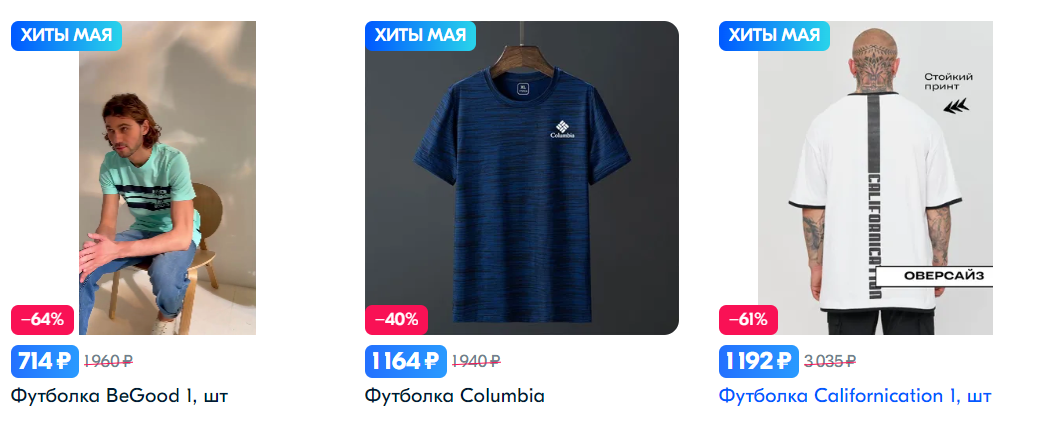 ХИТЫ МАЯ
ХИТЫ МАЯ
ХИТЫ МАЯ
Стойкий
принт
XL
Columbia
CALIFORNICATION
ОВЕРСАЙЗ
–64%
–40%
–61%
714 ₽ 1 960 ₽
1 164 ₽ 1 940 ₽
1 192 ₽ 3 035 ₽
Футболка BeGood 1, шт
Футболка Columbia
Футболка Californication 1, шт